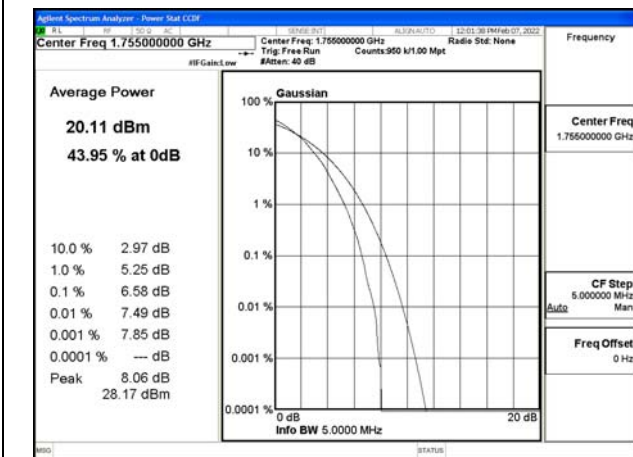 Agilent Spectrum Analyzer - Power Stat CCDF
RL RF 50 Ω AC SENSE:INT ALIGN AUTO 12:01:38 PM Feb 07, 2022
Center Freq 1.755000000 GHz
Center Freq: 1.755000000 GHz Radio Std: None
Trig: Free Run Counts:950 k/1.00 Mpt
#IFGain:Low #Atten: 40 dB
Frequency
Average Power
20.11 dBm
43.95 % at 0dB
10.0 % 2.97 dB
1.0 % 5.25 dB
0.1 % 6.58 dB
0.01 % 7.49 dB
0.001 % 7.85 dB
0.0001 % --- dB
Peak 8.06 dB
28.17 dBm
Gaussian
100 %
10 %
1 %
0.1 %
0.01 %
0.001 %
0.0001 %
0 dB 20 dB
Info BW 5.0000 MHz
Center Freq
1.755000000 GHz
CF Step
5.000000 MHz
Auto Man
Freq Offset
0 Hz
MSG STATUS